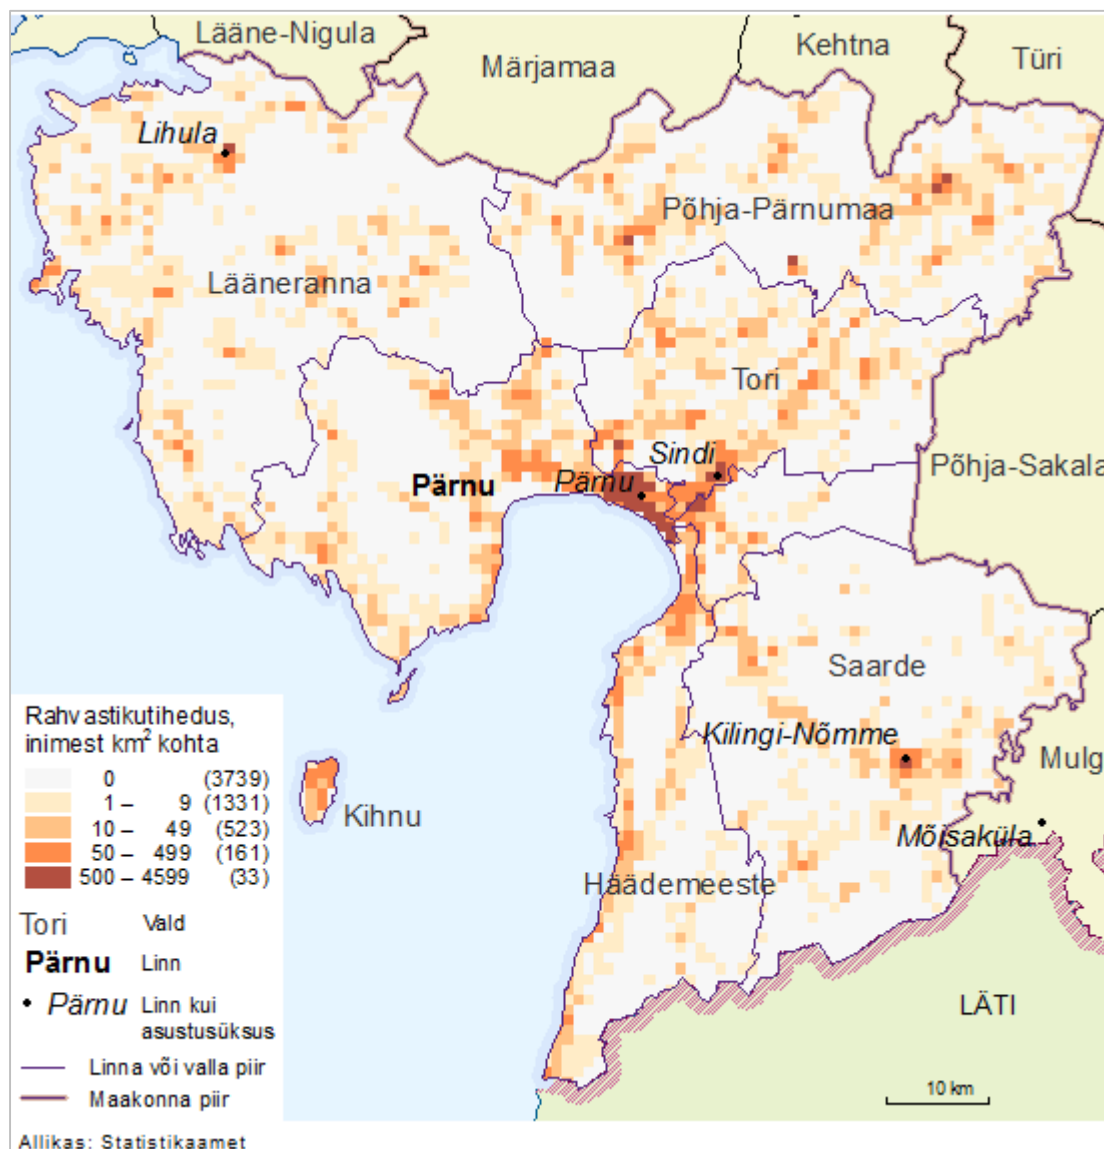 Lääne-Nigula
Märjamaa
Kehtna
Türi
Lihula
Põhja-Pärnumaa
Lääneranna
Tori
Sindi
Pärnu
Pärnu
Põhja-Sakala
Saarde
Kilingi-Nõmme
Mulg
Kihnu
Mõisaküla
Häädemeeste
LÄTI
10 km
Rahvastikutihedus,
inimest km² kohta
0 (3739)
1 – 9 (1331)
10 – 49 (523)
50 – 499 (161)
500 – 4599 (33)
Tori Vald
Pärnu Linn
Pärnu Linn kui
asustusüksus
Linna või valla piir
Maakonna piir
Allikas: Statistikaamet